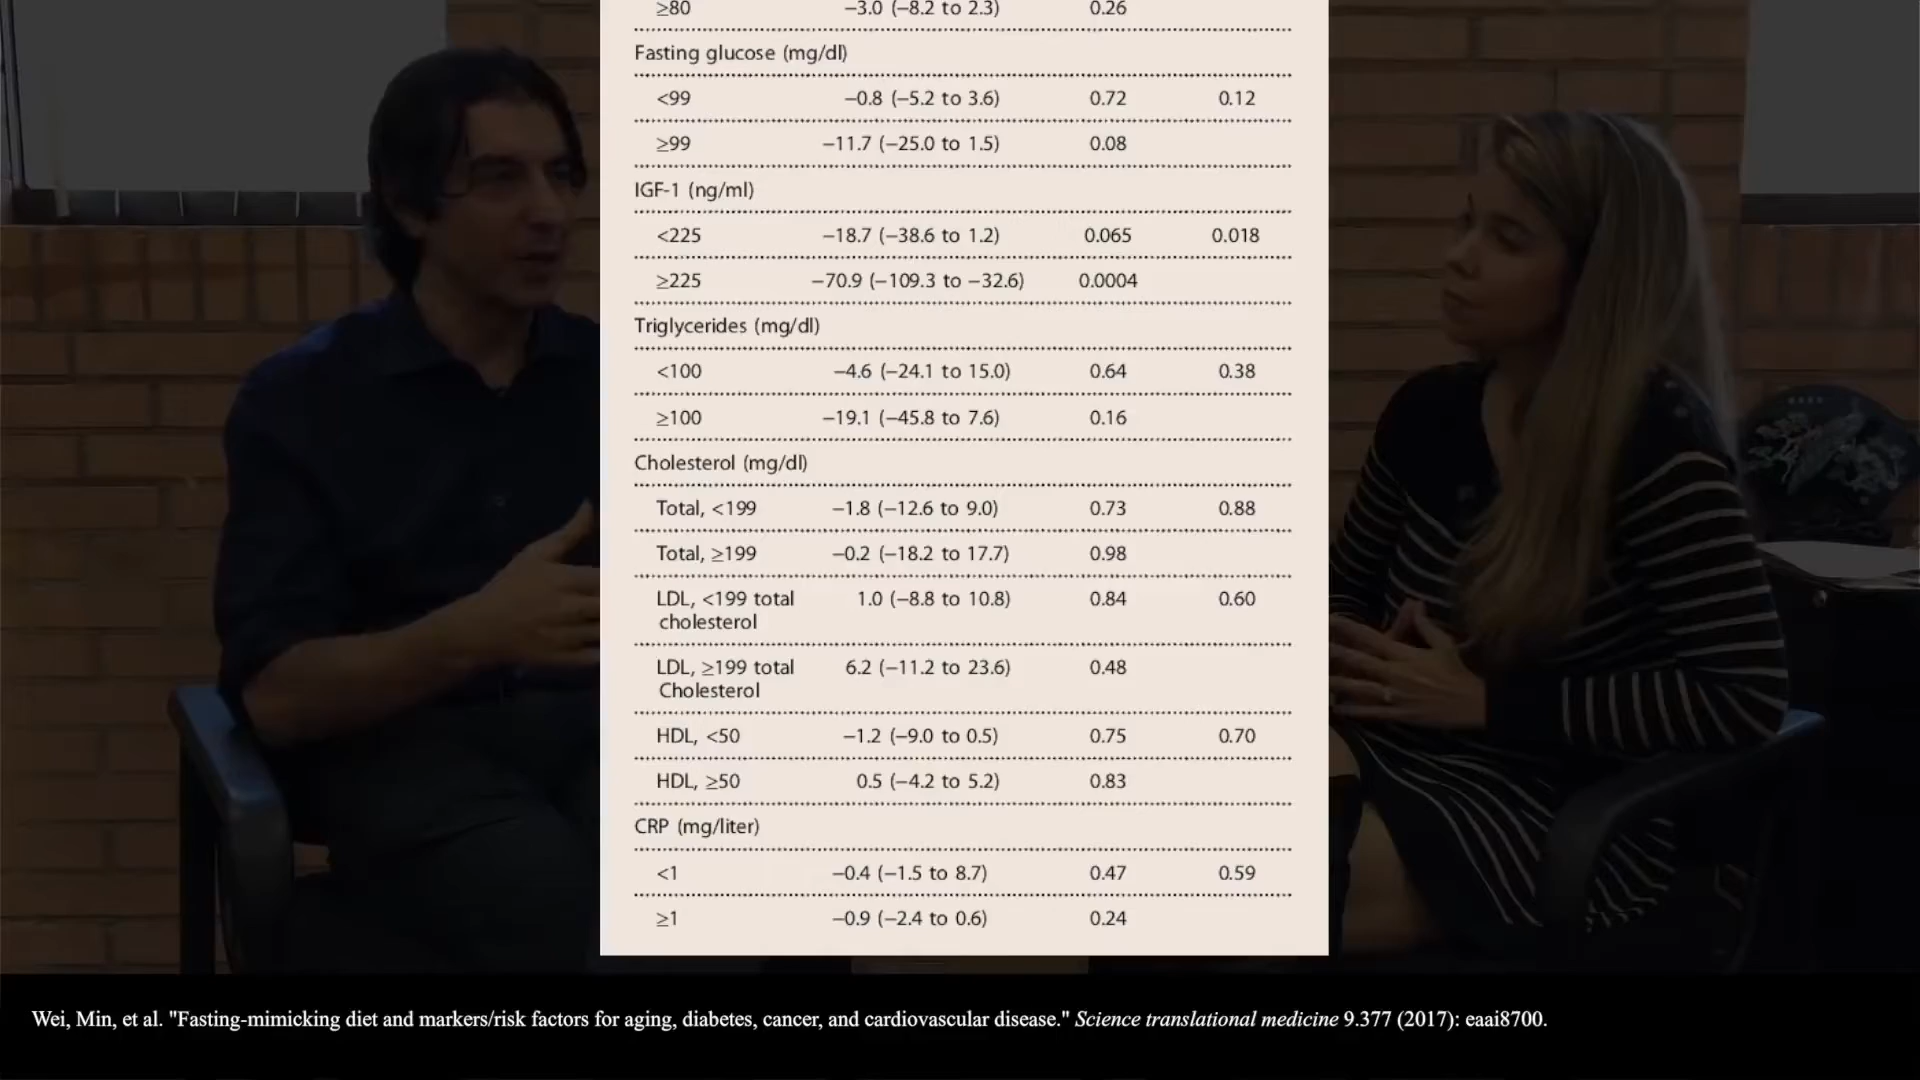 ≥80 −3.0 (−8.2 to 2.3) 0.26
Fasting glucose (mg/dl)
<99 −0.8 (−5.2 to 3.6) 0.72 0.12
≥99 −11.7 (−25.0 to 1.5) 0.08
IGF-1 (ng/ml)
<225 −18.7 (−38.6 to 1.2) 0.065 0.018
≥225 −70.9 (−109.3 to −32.6) 0.0004
Triglycerides (mg/dl)
<100 −4.6 (−24.1 to 15.0) 0.64 0.38
≥100 −19.1 (−45.8 to 7.6) 0.16
Cholesterol (mg/dl)
Total, <199 −1.8 (−12.6 to 9.0) 0.73 0.88
Total, ≥199 −0.2 (−18.2 to 17.7) 0.98
LDL, <199 total 1.0 (−8.8 to 10.8) 0.84 0.60
cholesterol
LDL, ≥199 total 6.2 (−11.2 to 23.6) 0.48
Cholesterol
HDL, <50 −1.2 (−9.0 to 0.5) 0.75 0.70
HDL, ≥50 0.5 (−4.2 to 5.2) 0.83
CRP (mg/liter)
<1 −0.4 (−1.5 to 8.7) 0.47 0.59
≥1 −0.9 (−2.4 to 0.6) 0.24
Wei, Min, et al. "Fasting-mimicking diet and markers/risk factors for aging, diabetes, cancer, and cardiovascular disease." Science translational medicine 9.377 (2017): eaai8700.